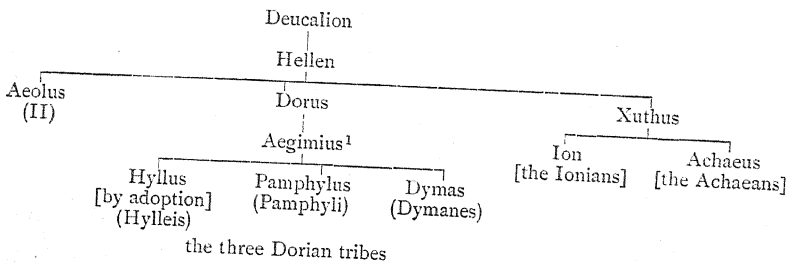 Deucalion
Hellen
Aeolus
(II)
Dorus
Xuthus
Aegimius¹
Ion
[the Ionians]
Achaeus
[the Achaeans]
Hyllus
[by adoption]
(Hylleis)
Pamphylus
(Pamphyli)
Dymas
(Dymanes)
the three Dorian tribes